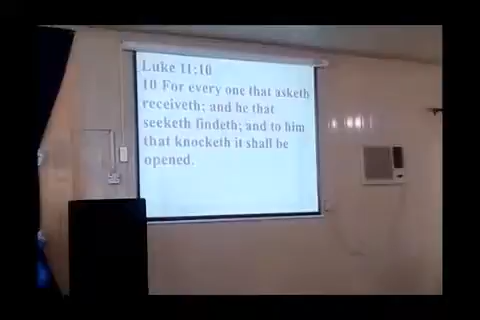 Luke 11:10
10 For every one that asketh
receiveth; and he that
seeketh findeth; and to him
that knocketh it shall be
opened.